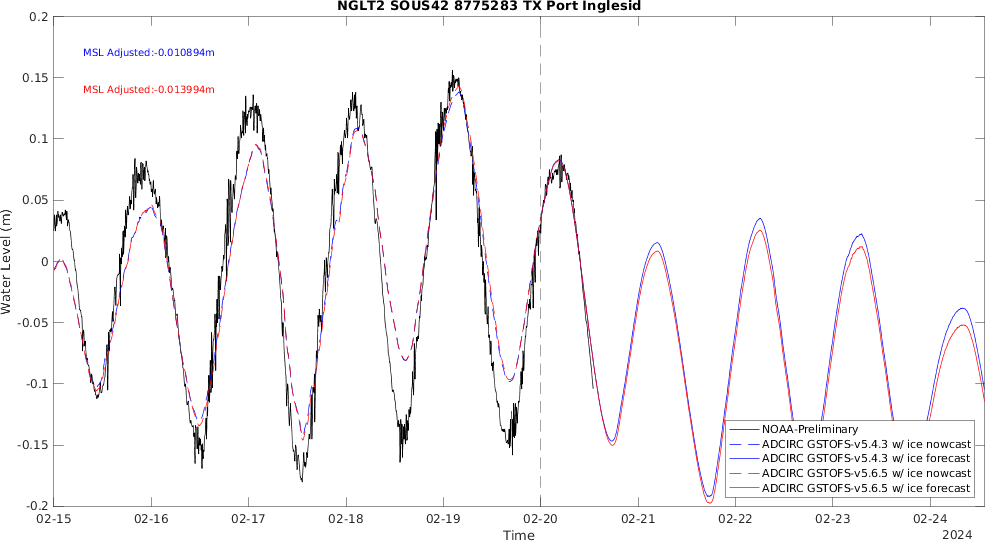 NGLT2 SOUS42 8775283 TX Port Inglesid
MSL Adjusted:-0.010894m
MSL Adjusted:-0.013994m
Water Level (m)
0.2
0.15
0.1
0.05
0
-0.05
-0.1
-0.15
-0.2
NOAA-Preliminary
ADCIRC GSTOFS-v5.4.3 w/ ice nowcast
ADCIRC GSTOFS-v5.4.3 w/ ice forecast
ADCIRC GSTOFS-v5.6.5 w/ ice nowcast
ADCIRC GSTOFS-v5.6.5 w/ ice forecast
02-15 02-16 02-17 02-18 02-19 02-20 02-21 02-22 02-23 02-24
Time
2024